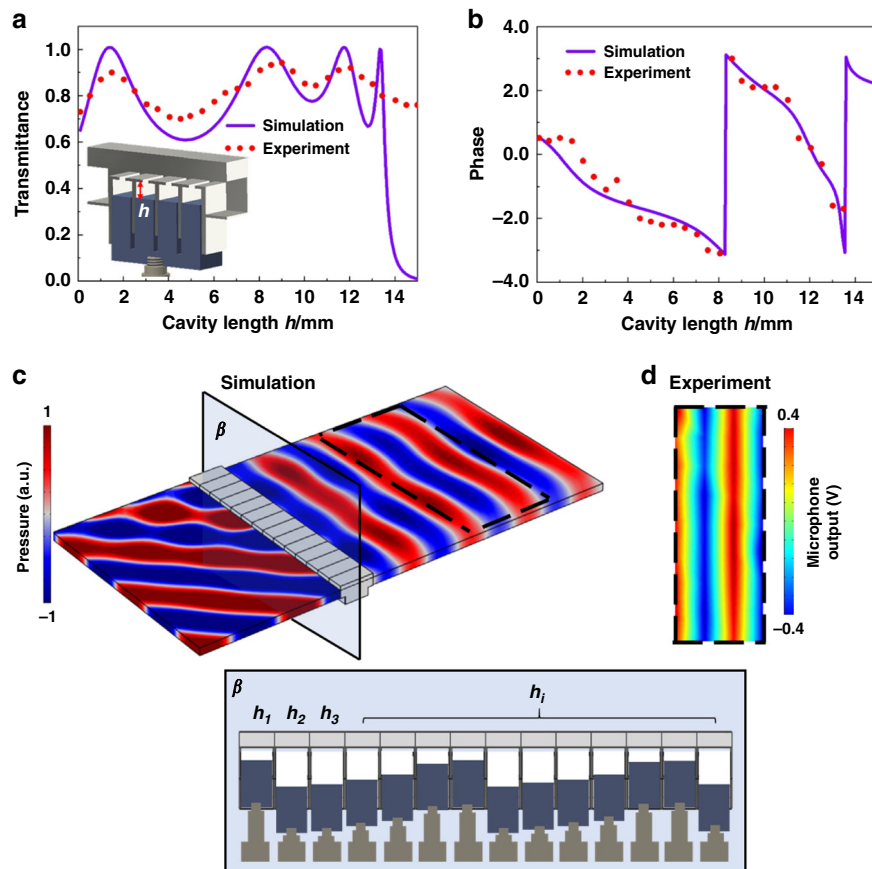 a
Transmittance
1.0
0.8
0.6
0.4
0.2
0.0
Simulation
Experiment
h
0 2 4 6 8 10 12 14
Cavity length h/mm
b
Phase
4.0
2.0
0.0
−2.0
−4.0
Simulation
Experiment
0 2 4 6 8 10 12 14
Cavity length h/mm
c
Simulation
β
Pressure (a.u.)
1
−1
d
Experiment
0.4
−0.4
Microphone
output (V)
β
h1 h2 h3 hi